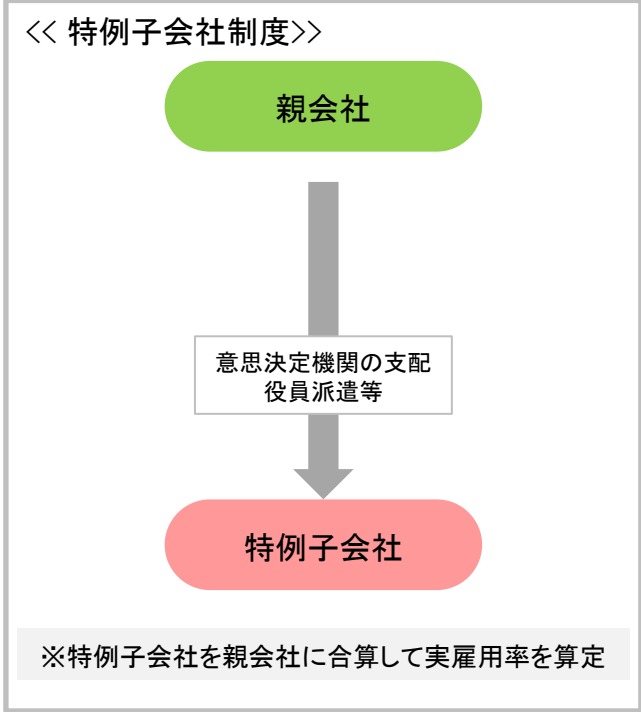 << 特例子会社制度>>
親会社
意思決定機関の支配
役員派遣等
特例子会社
※特例子会社を親会社に合算して実雇用率を算定